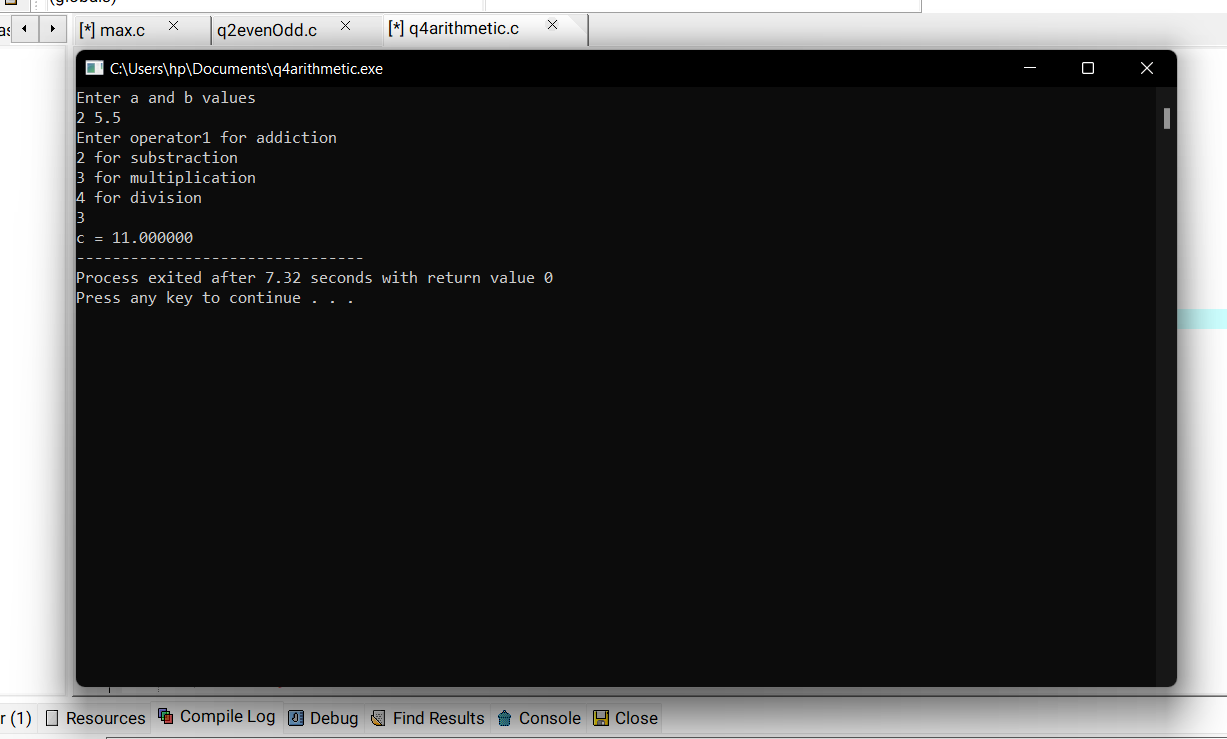 [*] max.c
q2evenOdd.c
[*] q4arithmetic.c
C:\Users\hp\Documents\q4arithmetic.exe
Enter a and b values
2 5.5
Enter operator1 for addiction
2 for substraction
3 for multiplication
4 for division
3
c = 11.000000
--------------------------------
Process exited after 7.32 seconds with return value 0
Press any key to continue . . .
r (1) Resources Compile Log Debug Find Results Console Close